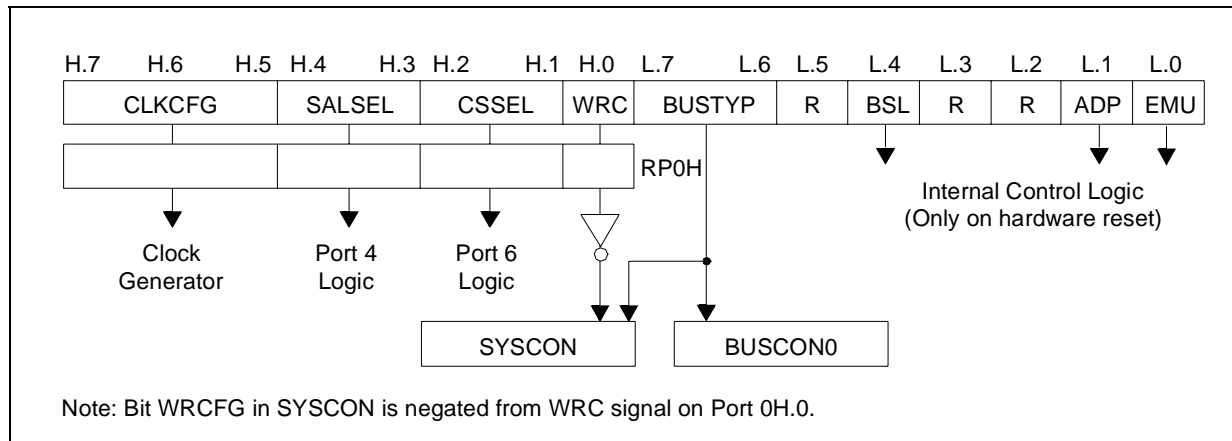 H.7 H.6 H.5 H.4 H.3 H.2 H.1 H.0 L.7 L.6 L.5 L.4 L.3 L.2 L.1 L.0
CLKCFG SALSEL CSSEL WRC BUSTYP R BSL R R ADP EMU
RP0H
Internal Control Logic
(Only on hardware reset)
Clock
Generator
Port 4
Logic
Port 6
Logic
SYSCON BUSCON0
Note: Bit WRCFG in SYSCON is negated from WRC signal on Port 0H.0.